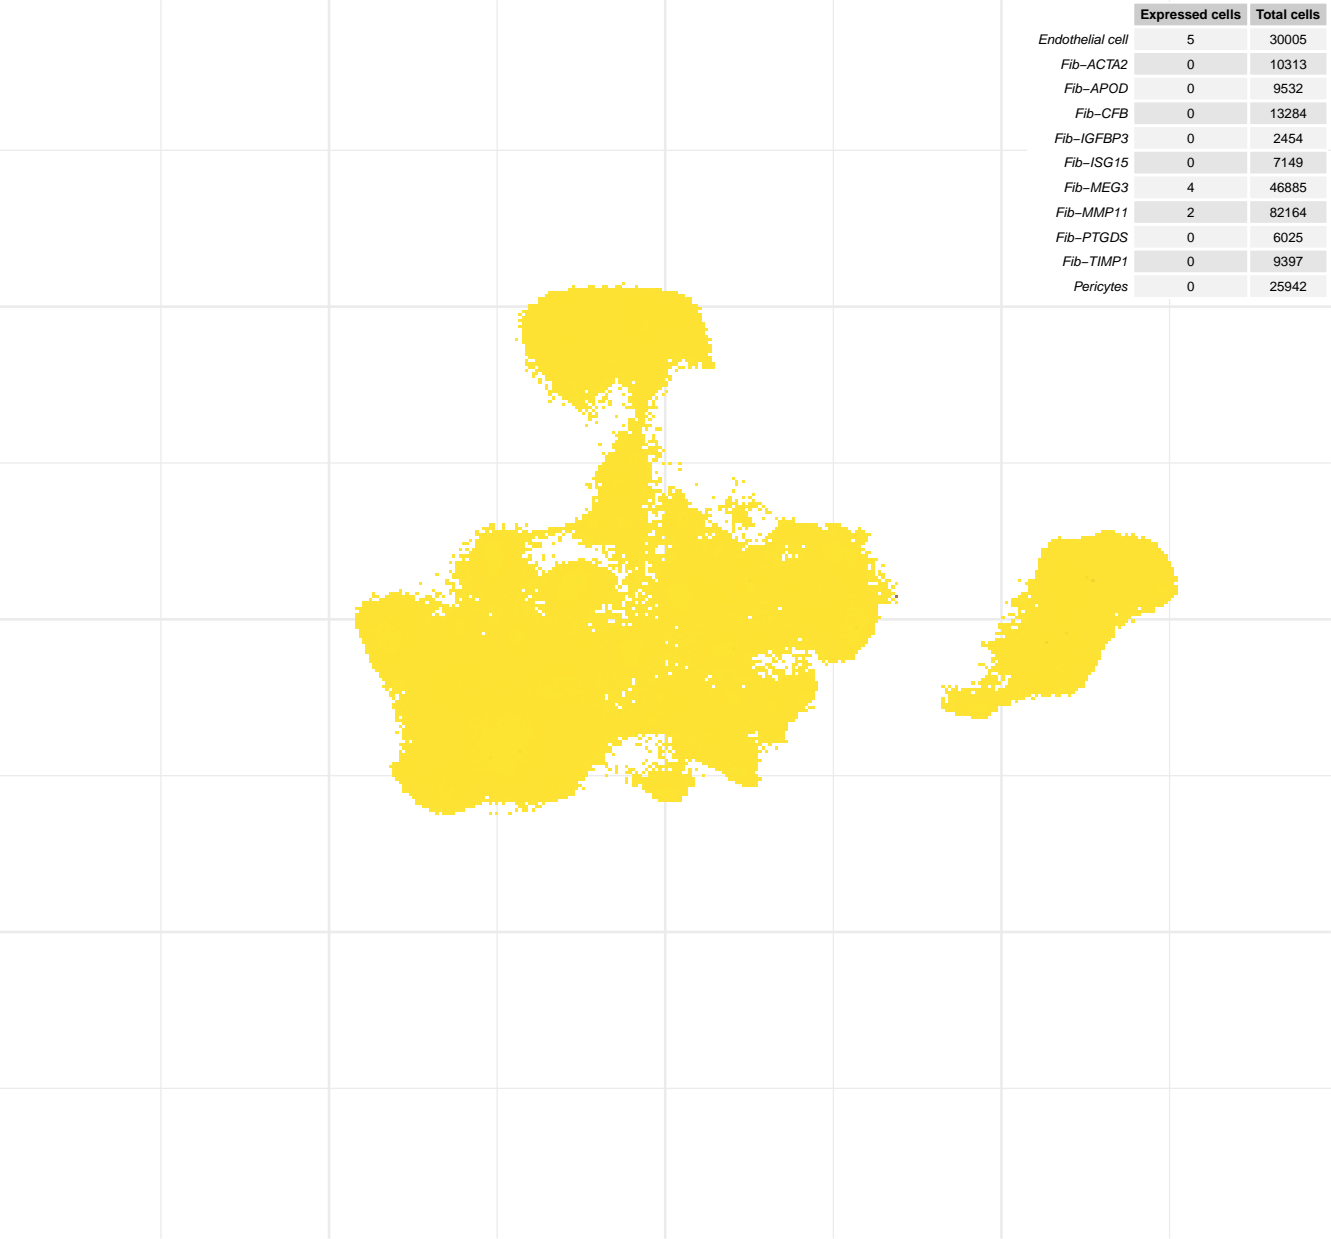 Expressed cells Total cells
Endothelial cell 5 30005
Fib−ACTA2 0 10313
Fib−APOD 0 9532
Fib−CFB 0 13284
Fib−IGFBP3 0 2454
Fib−ISG15 0 7149
Fib−MEG3 4 46885
Fib−MMP11 2 82164
Fib−PTGDS 0 6025
Fib−TIMP1 0 9397
Pericytes 0 25942